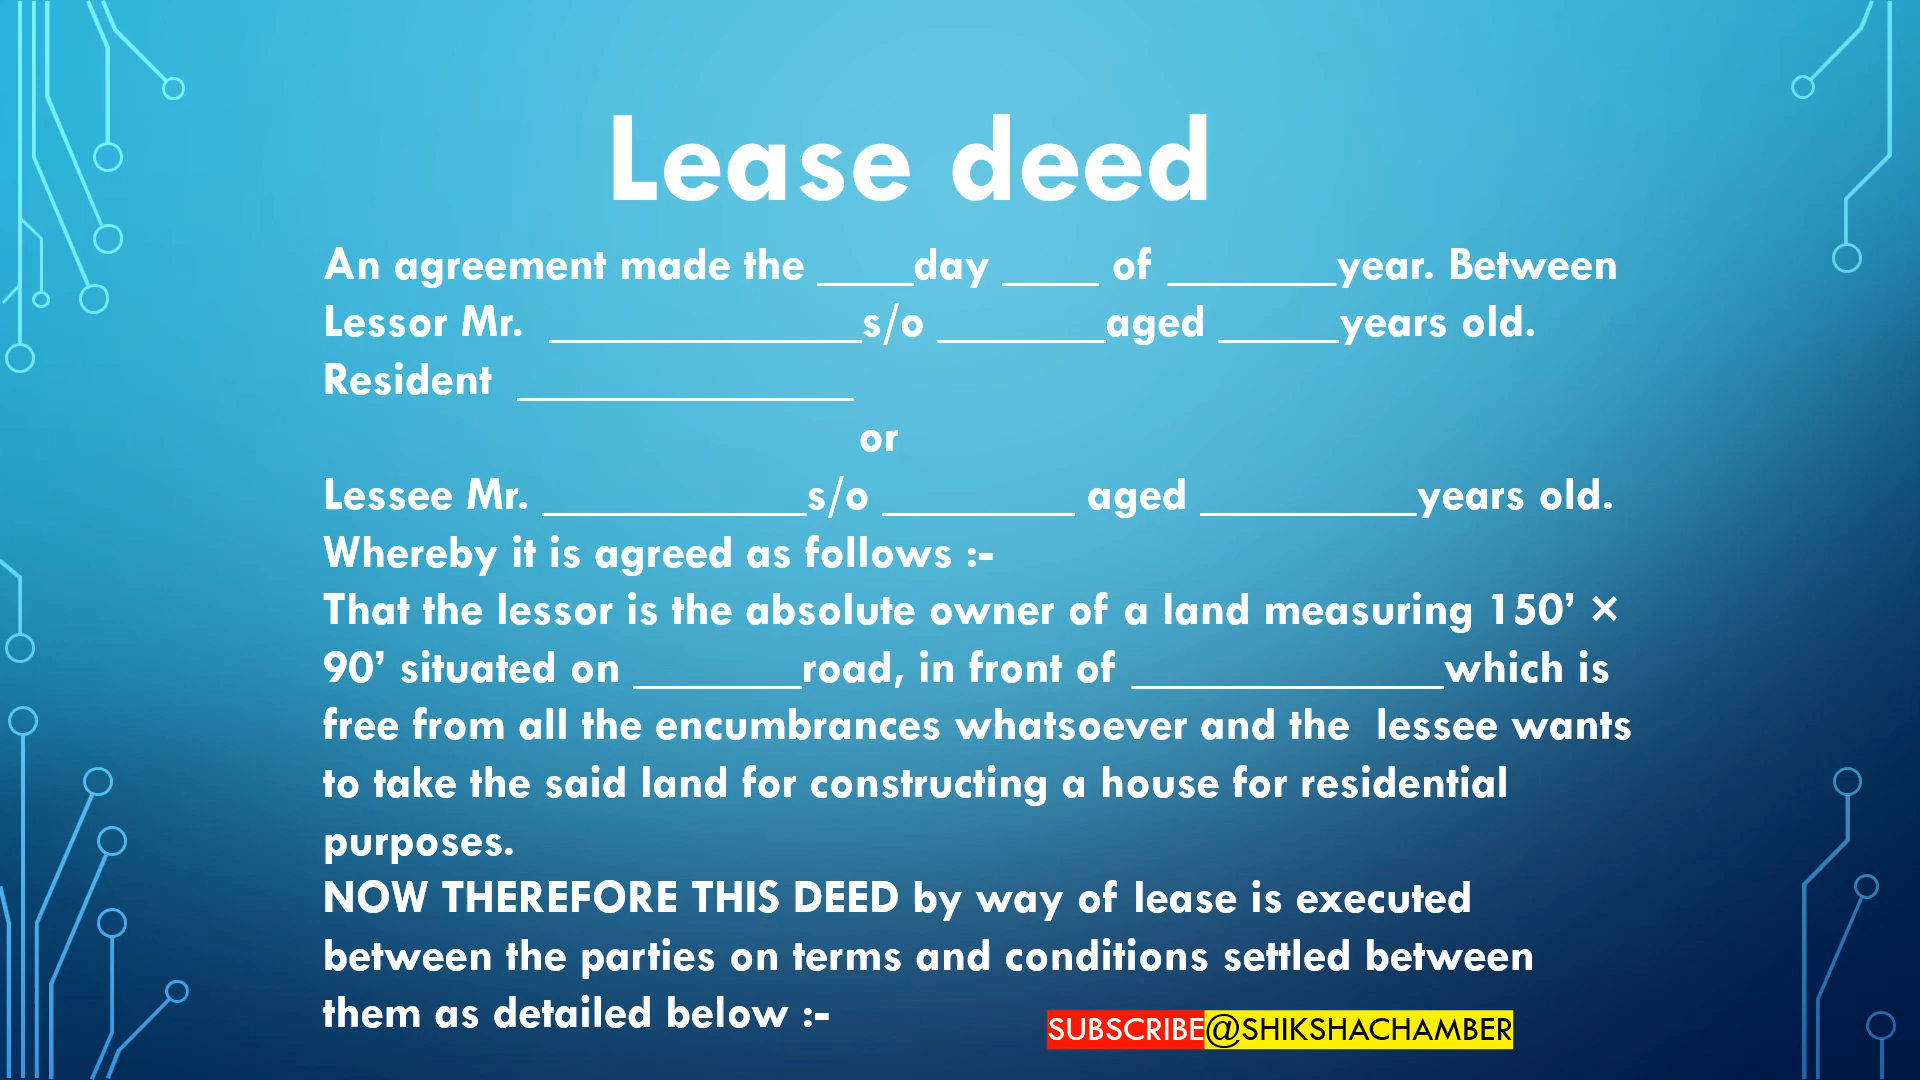 Lease deed
An agreement made the ____day ____ of _______year. Between
Lessor Mr. _____________s/o _______aged _____years old.
Resident ______________
or
Lessee Mr. ___________s/o ________ aged _________years old.
Whereby it is agreed as follows :-
That the lessor is the absolute owner of a land measuring 150’ ×
90’ situated on _______road, in front of _____________which is
free from all the encumbrances whatsoever and the lessee wants
to take the said land for constructing a house for residential
purposes.
NOW THEREFORE THIS DEED by way of lease is executed
between the parties on terms and conditions settled between
them as detailed below :-
SUBSCRIBE@SHIKSHACHAMBER